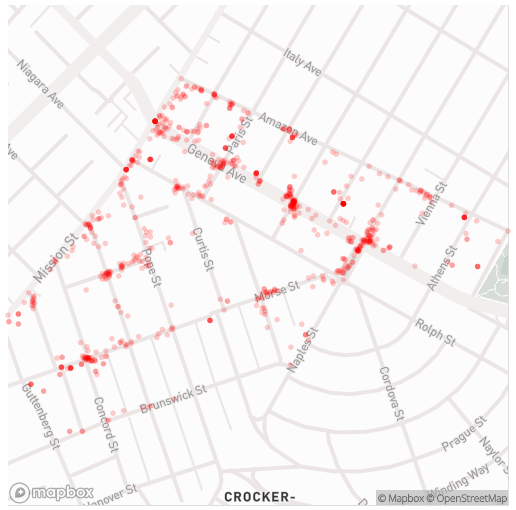 Italy Ave
Niagara Ave
Ave
Amazon Ave
Paris St
Geneva Ave
Vienna St
Mission St
Curtis St
Pope St
Athens St
Morse St
Rolph St
Naples St
Cordova St
Guttenberg St
Concord St
Brunswick St
Prague St
Naylor St
Winding Way
Hanover St
CROCKER-
mapbox
© Mapbox © OpenStreetMap